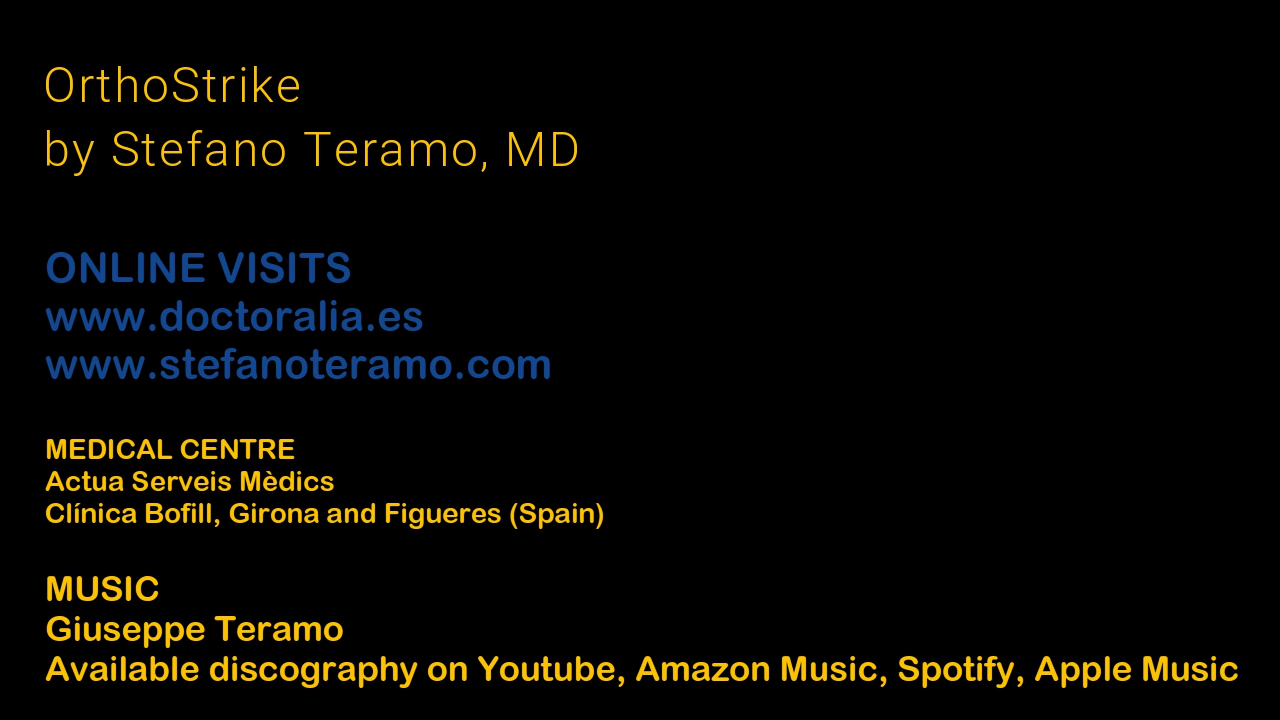 OrthoStrike
by Stefano Teramo, MD
ONLINE VISITS
www.doctoralia.es
www.stefanoteramo.com
MEDICAL CENTRE
Actua Serveis Mèdics
Clínica Bofill, Girona and Figueres (Spain)
MUSIC
Giuseppe Teramo
Available discography on Youtube, Amazon Music, Spotify, Apple Music